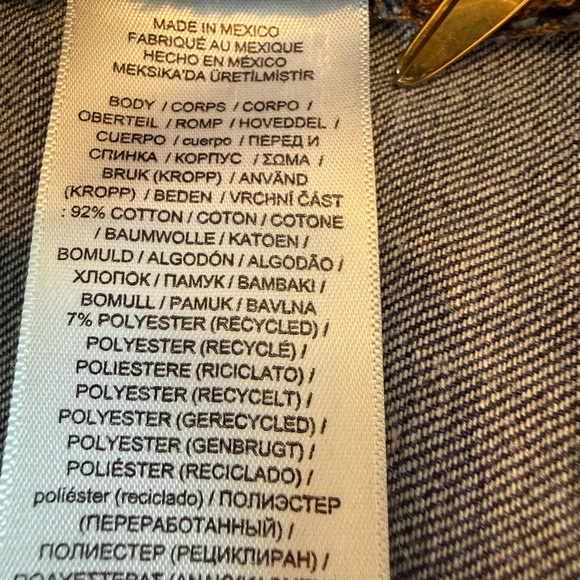 MADE IN MEXICO
FABRIQUÉ AU MEXIQUE
HECHO EN MÉXICO
MEKSIKA'DA ÜRETİLMİŞTİR
BODY / CORPS / CORPO /
OBERTEIL / ROMP / HOVEDDEL /
CUERPO / cuerpo / ПЕРЕД И
СПИНКА / КОРПУС / ΣΩΜΑ /
BRUK (KROPP) / ANVÄND
(KROPP) / BEDEN / VRCHNÍ ČÁST
: 92% COTTON / COTON / COTONE
/ BAUMWOLLE / KATOEN /
BOMULD / ALGODÓN / ALGODÃO /
ХЛОПОК / ПАМУК / ΒΑΜΒΑΚΙ /
BOMULL / PAMUK / BAVLNA
7% POLYESTER (RECYCLED) /
POLYESTER (RECYCLÉ) /
POLIESTERE (RICICLATO) /
POLYESTER (RECYCELT) /
POLYESTER (GERECYCLED) /
POLYESTER (GENBRUGT) /
POLIÉSTER (RECICLADO) /
poliéster (reciclado) / ПОЛИЭСТЕР
(ПЕРЕРАБОТАННЫЙ) /
ПОЛИЕСТЕР (РЕЦИКЛИРАН) /